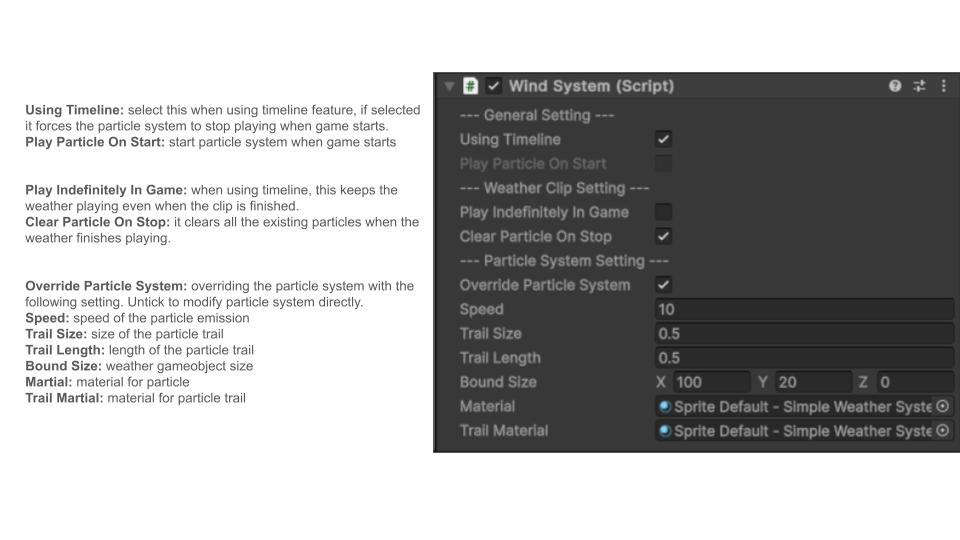 Using Timeline: select this when using timeline feature, if selected
it forces the particle system to stop playing when game starts.
Play Particle On Start: start particle system when game starts
Play Indefinitely In Game: when using timeline, this keeps the
weather playing even when the clip is finished.
Clear Particle On Stop: it clears all the existing particles when the
weather finishes playing.
Override Particle System: overriding the particle system with the
following setting. Untick to modify particle system directly.
Speed: speed of the particle emission
Trail Size: size of the particle trail
Trail Length: length of the particle trail
Bound Size: weather gameobject size
Martial: material for particle
Trail Martial: material for particle trail
# Wind System (Script)
--- General Setting ---
Using Timeline
Play Particle On Start
--- Weather Clip Setting ---
Play Indefinitely In Game
Clear Particle On Stop
--- Particle System Setting ---
Override Particle System
Speed 10
Trail Size 0.5
Trail Length 0.5
Bound Size X 100 Y 20 Z 0
Material Sprite Default - Simple Weather Syste
Trail Material Sprite Default - Simple Weather Syste